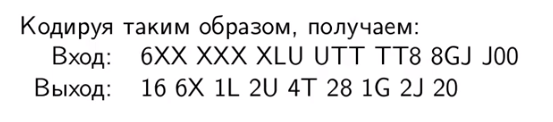 Кодируя таким образом, получаем:
Вход: 6XX XXX XLU UTT TT8 8GJ J00
Выход: 16 6X 1L 2U 4T 28 1G 2J 20